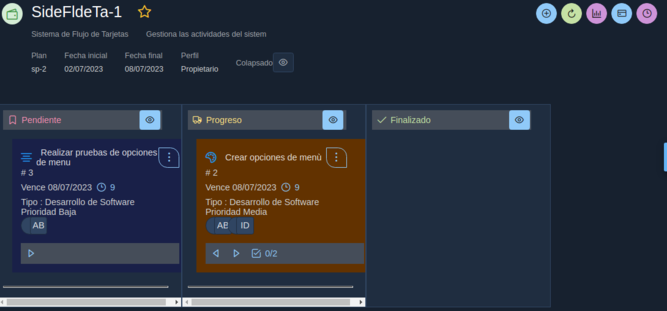 SideFldeTa-1
Sistema de Flujo de Tarjetas Gestiona las actividades del sistem
Plan Fecha inicial Fecha final Perfil
sp-2 02/07/2023 08/07/2023 Propietario
Colapsado
Pendiente
Realizar pruebas de opciones
de menu
# 3
Vence 08/07/2023 9
Tipo : Desarrollo de Software
Prioridad Baja
AB
Progreso
Crear opciones de menù
# 2
Vence 08/07/2023 9
Tipo : Desarrollo de Software
Prioridad Media
AB ID
0/2
Finalizado